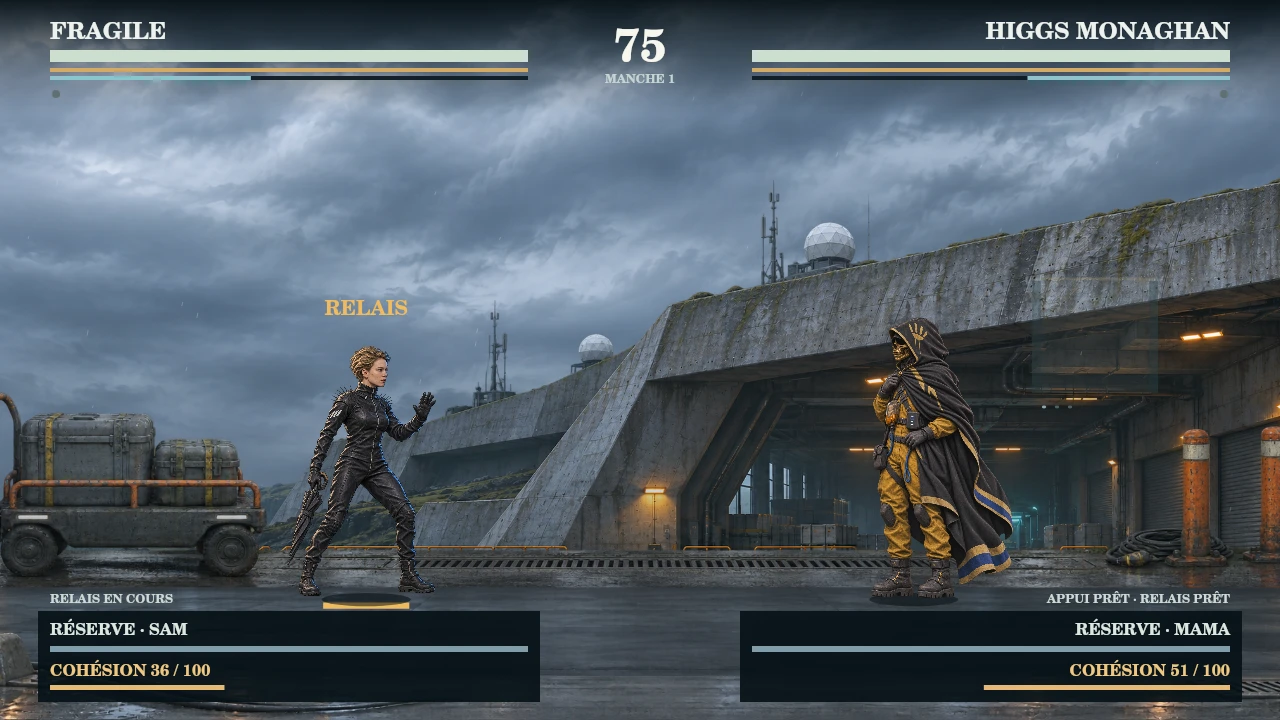 FRAGILE
75
HIGGS MONAGHAN
MANCHE 1
RELAIS
RELAIS EN COURS
RÉSERVE · SAM
COHÉSION 36 / 100
APPUI PRÊT · RELAIS PRÊT
RÉSERVE · MAMA
COHÉSION 51 / 100